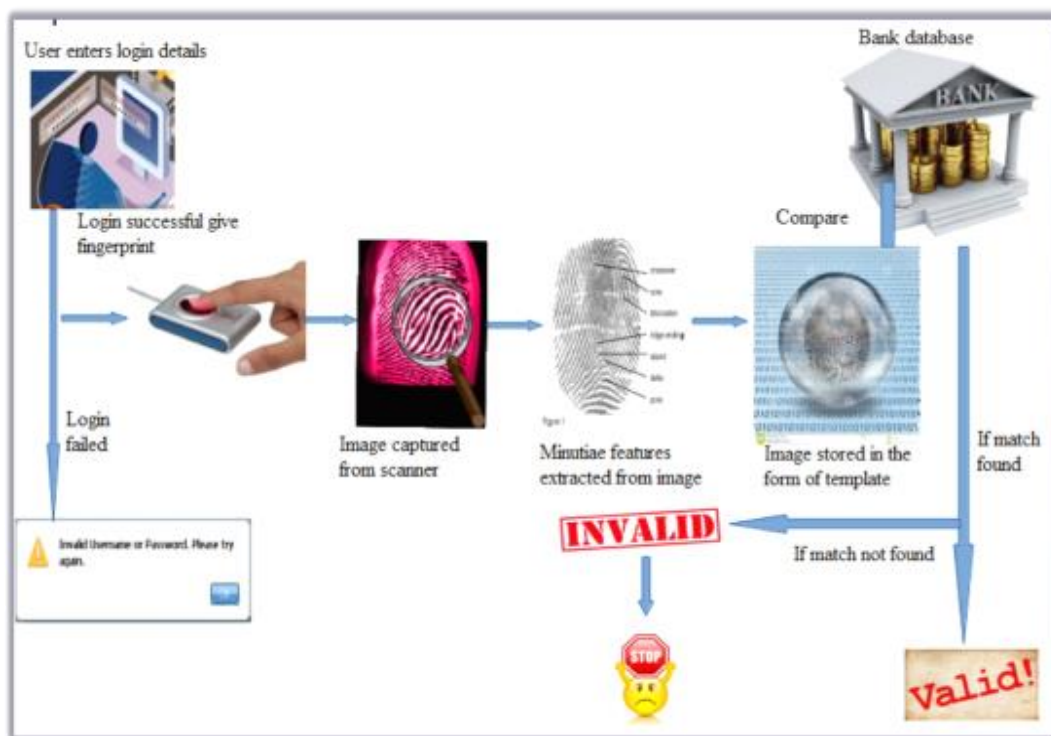 User enters login details
Bank database
BANK
Login successful give
fingerprint
Compare
Login
failed
Image captured
from scanner
Figure 1
Minutiae features
extracted from image
Image stored in the
form of template
If match
found
Invalid Username or Password. Please try
again.
INVALID
If match not found
STOP
Valid!